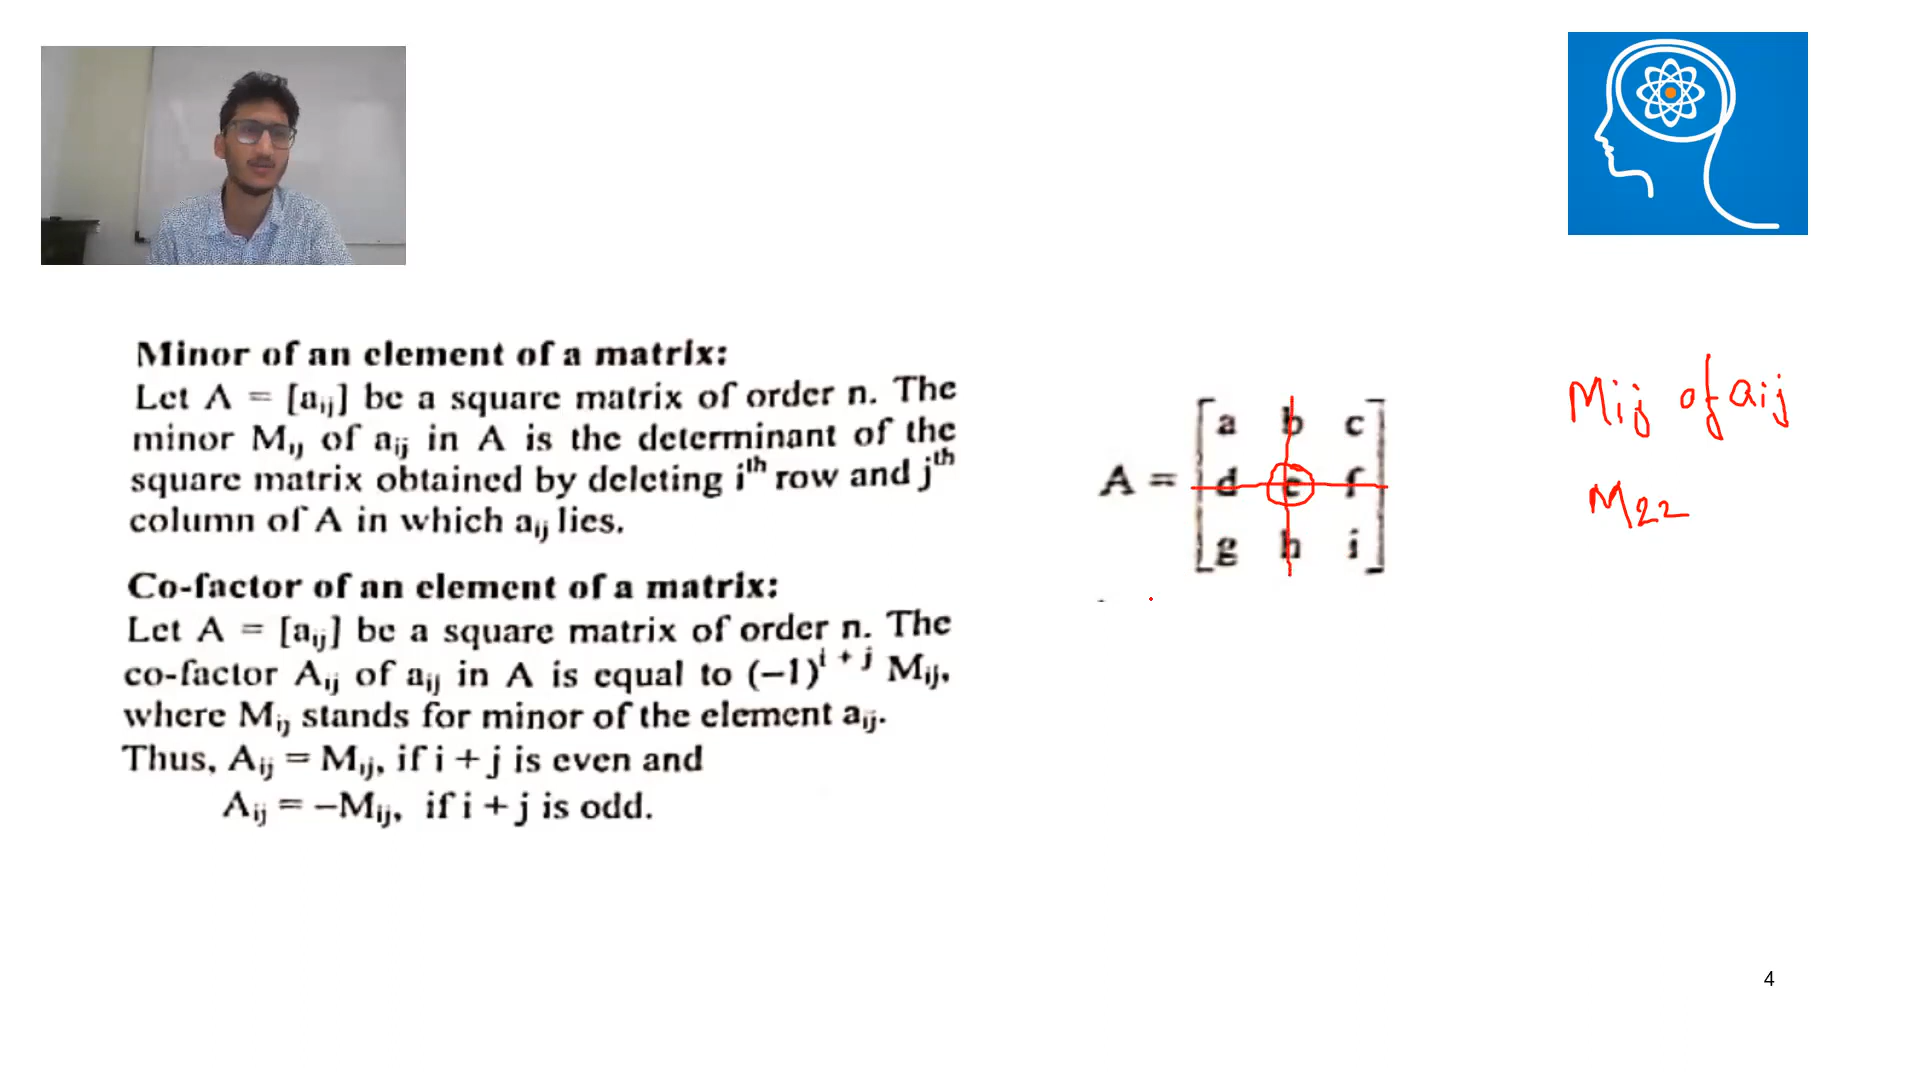 Minor of an element of a matrix:
Let A = [aᵢⱼ] be a square matrix of order n. The
minor Mᵢⱼ of aᵢⱼ in A is the determinant of the
square matrix obtained by deleting iᵗʰ row and jᵗʰ
column of A in which aᵢⱼ lies.
Co-factor of an element of a matrix:
Let A = [aᵢⱼ] be a square matrix of order n. The
co-factor Aᵢⱼ of aᵢⱼ in A is equal to (−1)ⁱ ⁺ ʲ Mᵢⱼ,
where Mᵢⱼ stands for minor of the element aᵢⱼ.
Thus, Aᵢⱼ = Mᵢⱼ, if i + j is even and
Aᵢⱼ = −Mᵢⱼ, if i + j is odd.
a b c
A = d e f
g h i
Mij of aij
M22
4